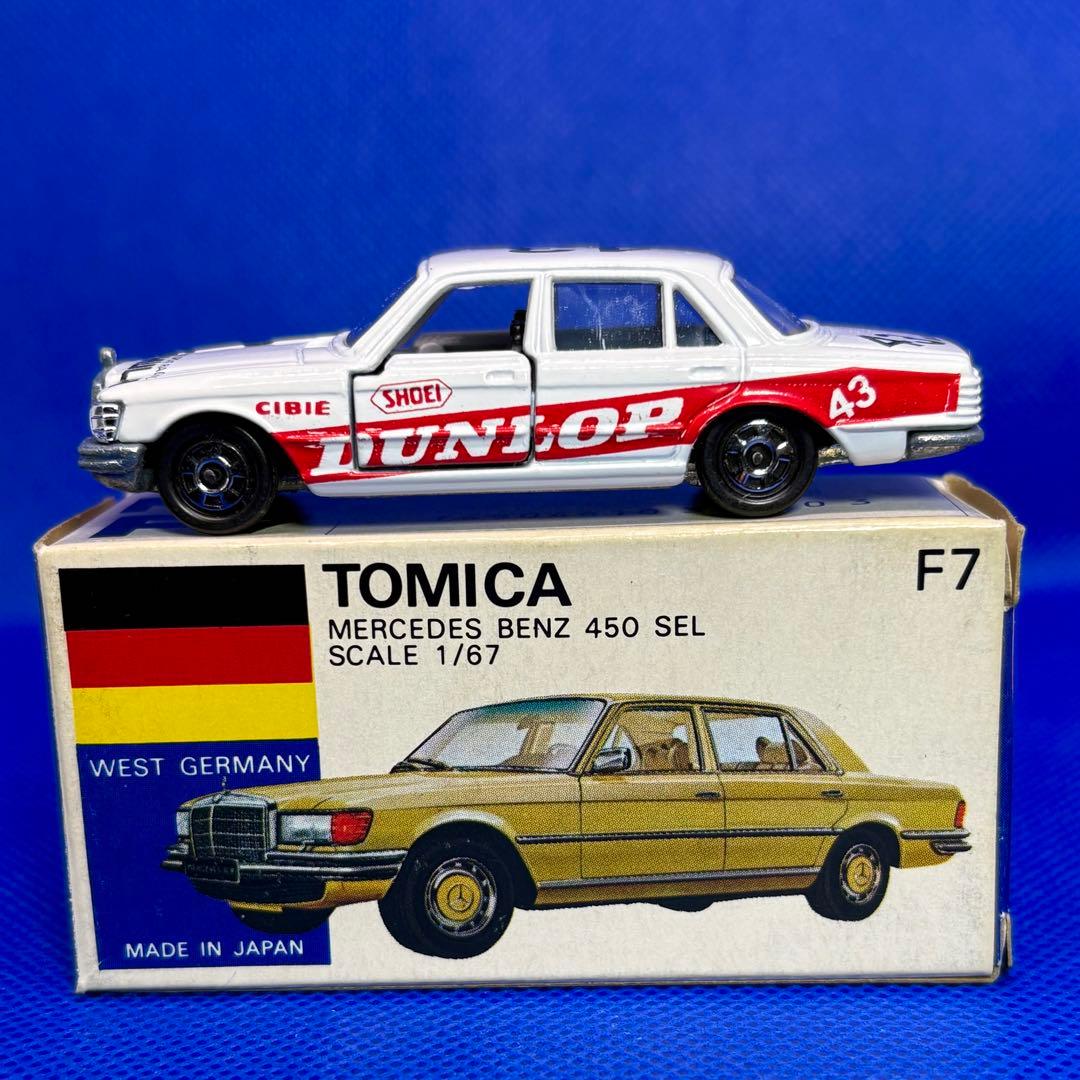 CIBIE
SHOEI
DUNLOP
43
TOMICA
F7
MERCEDES BENZ 450 SEL
SCALE 1/67
WEST GERMANY
MADE IN JAPAN